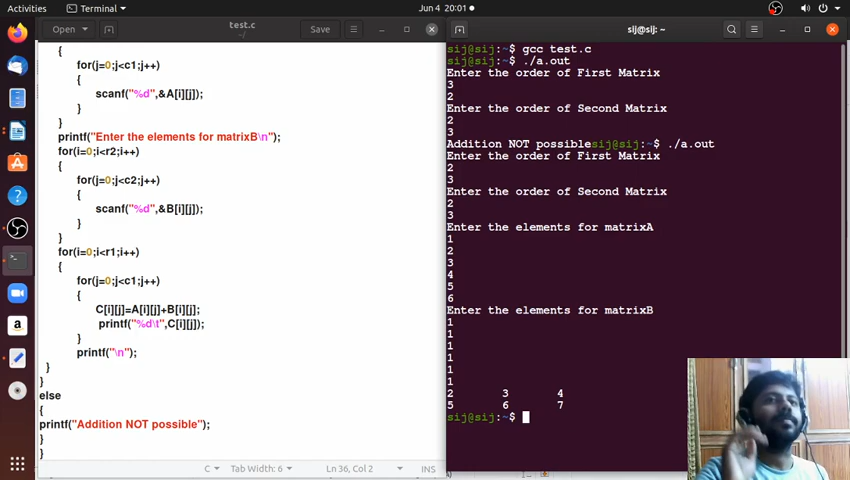 Activities
Terminal
Jun 4 20:01
Open
test.c
~/
Save
{
for(j=0;j<c1;j++)
{
scanf("%d",&A[i][j]);
}
printf("Enter the elements for matrixB\n");
for(i=0;i<r2;i++)
{
for(j=0;j<c2;j++)
{
scanf("%d",&B[i][j]);
}
}
for(i=0;i<r1;i++)
{
for(j=0;j<c1;j++)
{
C[i][j]=A[i][j]+B[i][j];
printf("%d\t",C[i][j]);
}
printf("\n");
}
}
else
{
printf("Addition NOT possible");
}
}
C
Tab Width: 6
Ln 36, Col 2
INS
sij@sij: ~
sij@sij:~$ gcc test.c
sij@sij:~$ ./a.out
Enter the order of First Matrix
3
2
Enter the order of Second Matrix
2
3
Addition NOT possiblesij@sij:~$ ./a.out
Enter the order of First Matrix
2
3
Enter the order of Second Matrix
2
3
Enter the elements for matrixA
1
2
3
4
5
6
Enter the elements for matrixB
1
1
1
1
1
1
2 3 4
5 6 7
sij@sij:~$